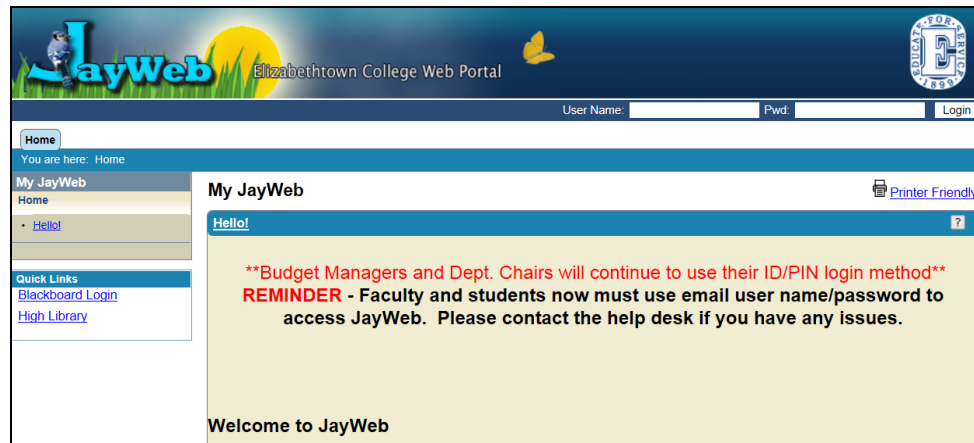 JayWeb
Elizabethtown College Web Portal
EDUCATE FOR SERVICE
1899
User Name:
Pwd:
Login
Home
You are here: Home
My JayWeb
Home
Hello!
Quick Links
Blackboard Login
High Library
My JayWeb
Printer Friendly
Hello!
?
**Budget Managers and Dept. Chairs will continue to use their ID/PIN login method**
REMINDER - Faculty and students now must use email user name/password to
access JayWeb. Please contact the help desk if you have any issues.
Welcome to JayWeb